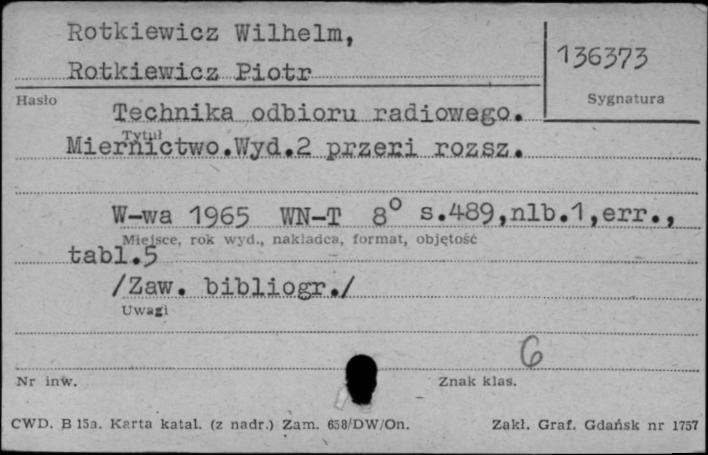 Rotkiewicz Wilhelm,
136373
Rotkiewicz Piotr
Hasło
Sygnatura
Technika odbioru radiowego.
Tytuł
Miernictwo.Wyd.2 przeri rozsz.
W-wa 1965 WN-T 8° s.489,nlb.1,err.,
Miejsce, rok wyd., nakładca, format, objętość
tabl.5
/Zaw. bibliogr./
Uwagi
6
Nr inw.
Znak klas.
CWD. B 15a. Karta katal. (z nadr.) Zam. 658/DW/On.
Zakł. Graf. Gdańsk nr 1757